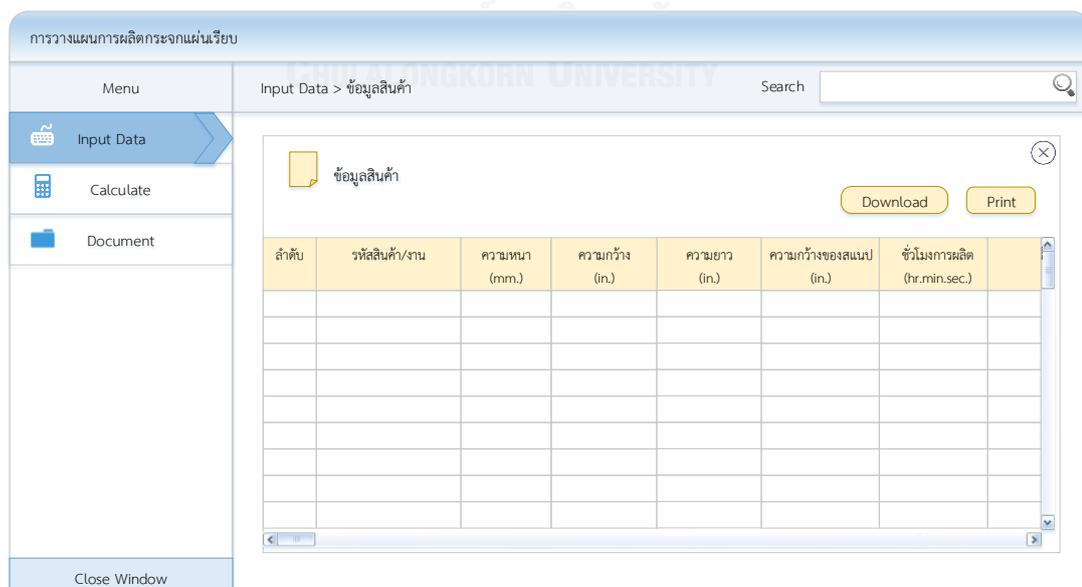 การวางแผนการผลิตกระจกแผ่นเรียบ
CHULALONGKORN UNIVERSITY
Menu
Input Data > ข้อมูลสินค้า
Search
Input Data
Calculate
Document
ข้อมูลสินค้า
Download
Print
ลำดับ
รหัสสินค้า/งาน
ความหนา
(mm.)
ความกว้าง
(in.)
ความยาว
(in.)
ความกว้างของสแนป
(in.)
ชั่วโมงการผลิต
(hr.min.sec.)
Close Window